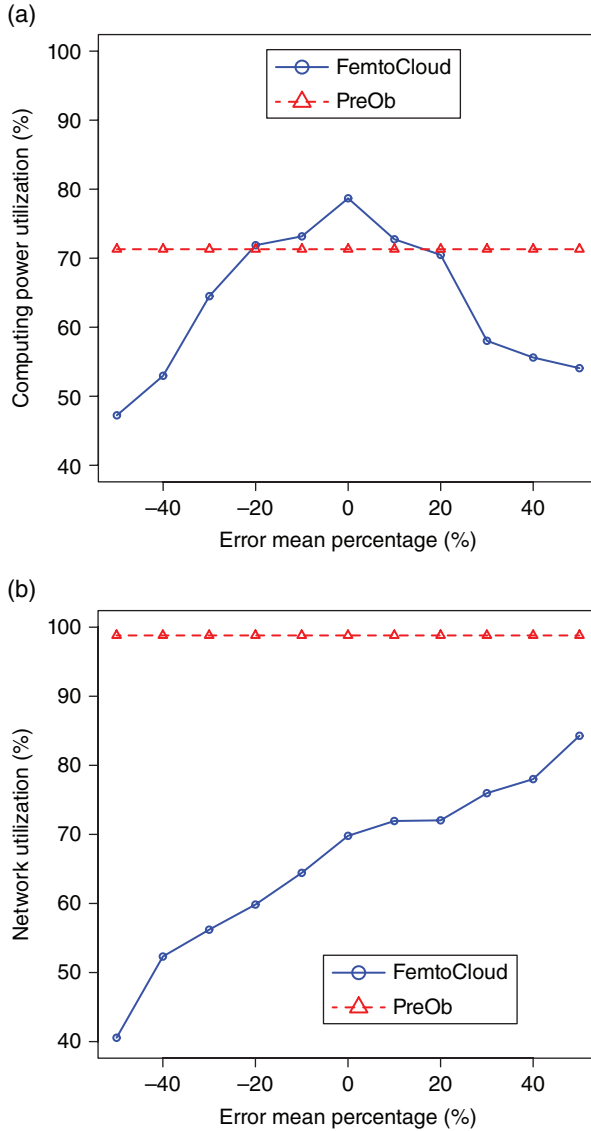 (a)
100
90
80
70
60
50
40
Computing power utilization (%)
FemtoCloud
PreOb
−40 −20 0 20 40
Error mean percentage (%)
(b)
100
90
80
70
60
50
40
Network utilization (%)
FemtoCloud
PreOb
−40 −20 0 20 40
Error mean percentage (%)